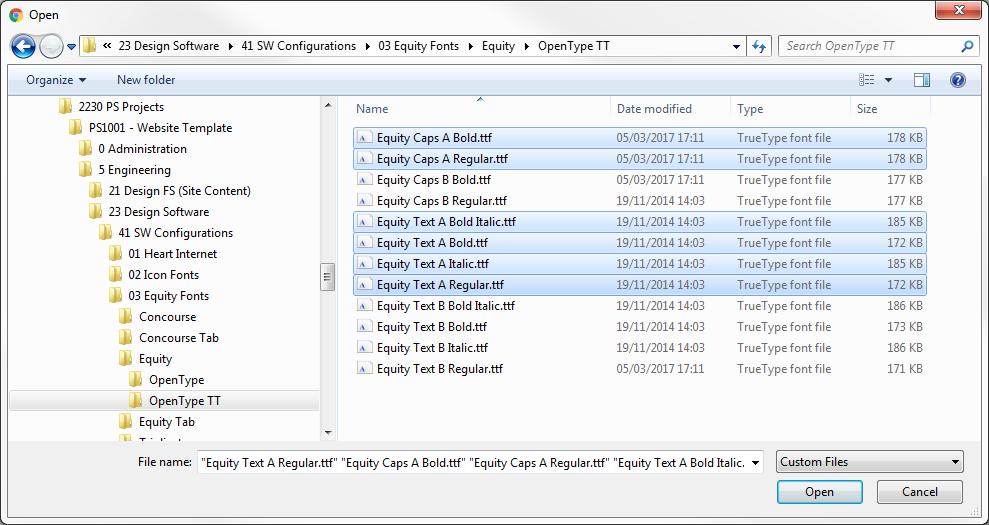 Open
« 23 Design Software 41 SW Configurations 03 Equity Fonts Equity OpenType TT
Search OpenType TT
Organize New folder
2230 PS Projects
PS1001 - Website Template
0 Administration
5 Engineering
21 Design FS (Site Content)
23 Design Software
41 SW Configurations
01 Heart Internet
02 Icon Fonts
03 Equity Fonts
Concourse
Concourse Tab
Equity
OpenType
OpenType TT
Equity Tab
Name Date modified Type Size
Equity Caps A Bold.ttf 05/03/2017 17:11 TrueType font file 178 KB
Equity Caps A Regular.ttf 05/03/2017 17:11 TrueType font file 178 KB
Equity Caps B Bold.ttf 05/03/2017 17:11 TrueType font file 177 KB
Equity Caps B Regular.ttf 19/11/2014 14:03 TrueType font file 177 KB
Equity Text A Bold Italic.ttf 19/11/2014 14:03 TrueType font file 185 KB
Equity Text A Bold.ttf 19/11/2014 14:03 TrueType font file 172 KB
Equity Text A Italic.ttf 19/11/2014 14:03 TrueType font file 185 KB
Equity Text A Regular.ttf 19/11/2014 14:03 TrueType font file 172 KB
Equity Text B Bold Italic.ttf 19/11/2014 14:03 TrueType font file 186 KB
Equity Text B Bold.ttf 19/11/2014 14:03 TrueType font file 173 KB
Equity Text B Italic.ttf 19/11/2014 14:03 TrueType font file 186 KB
Equity Text B Regular.ttf 05/03/2017 17:11 TrueType font file 171 KB
File name: "Equity Text A Regular.ttf" "Equity Caps A Bold.ttf" "Equity Caps A Regular.ttf" "Equity Text A Bold Italic.
Custom Files
Open Cancel